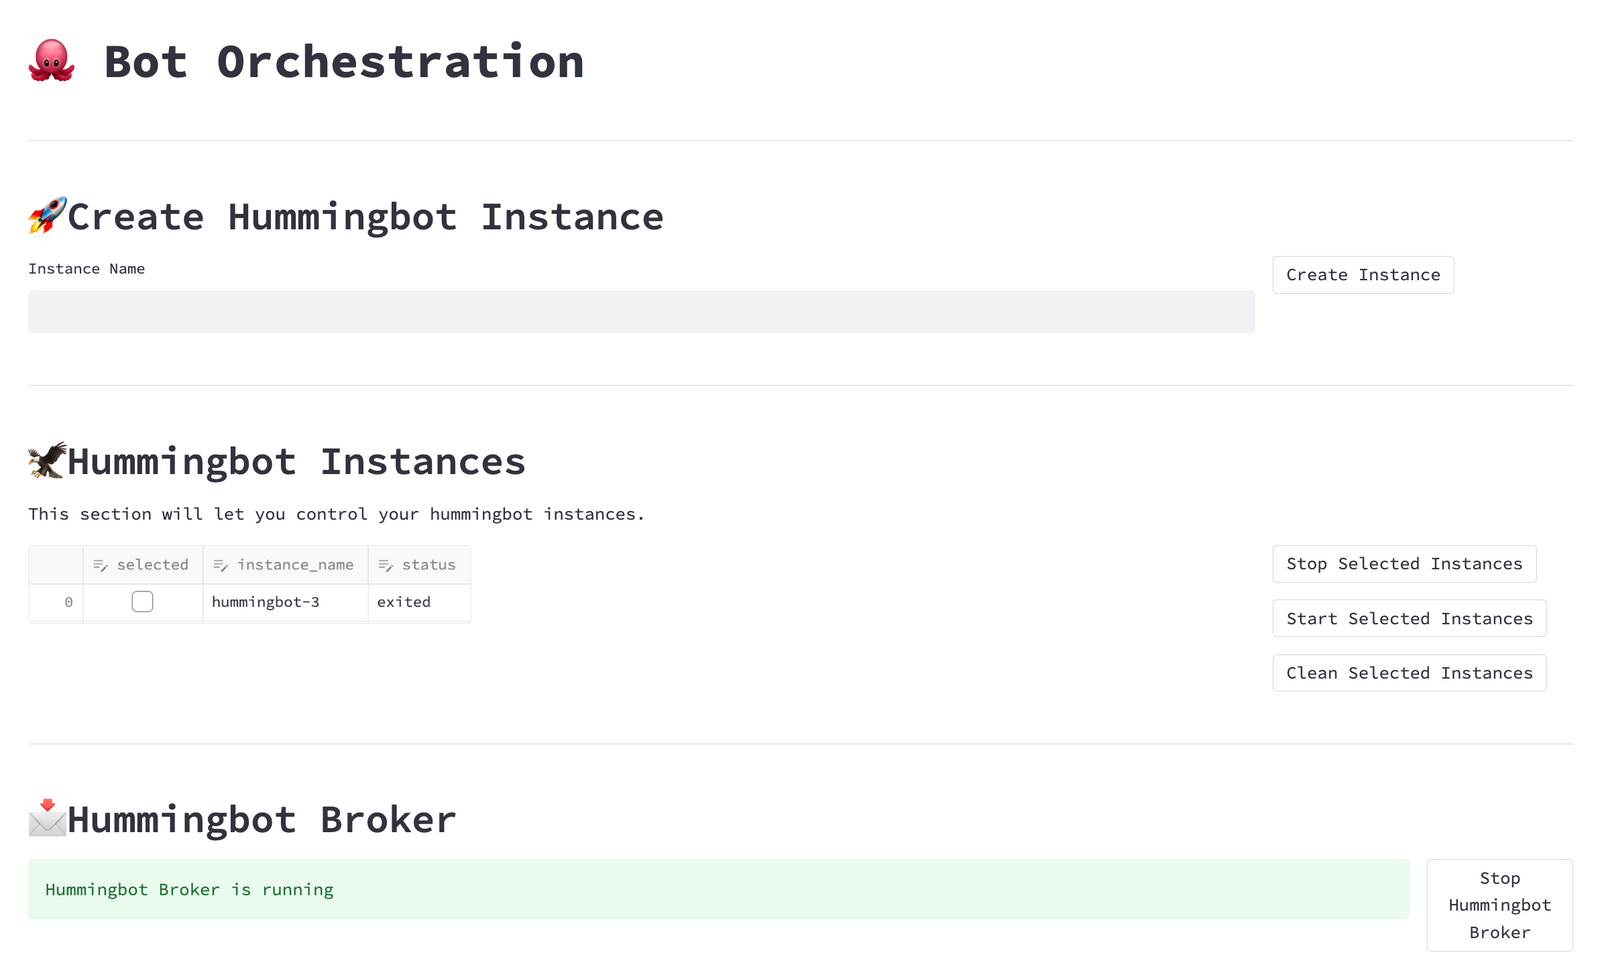 Bot Orchestration
Create Hummingbot Instance
Instance Name
Create Instance
Hummingbot Instances
This section will let you control your hummingbot instances.
selected instance_name status
0 hummingbot-3 exited
Stop Selected Instances
Start Selected Instances
Clean Selected Instances
Hummingbot Broker
Hummingbot Broker is running
Stop
Hummingbot
Broker